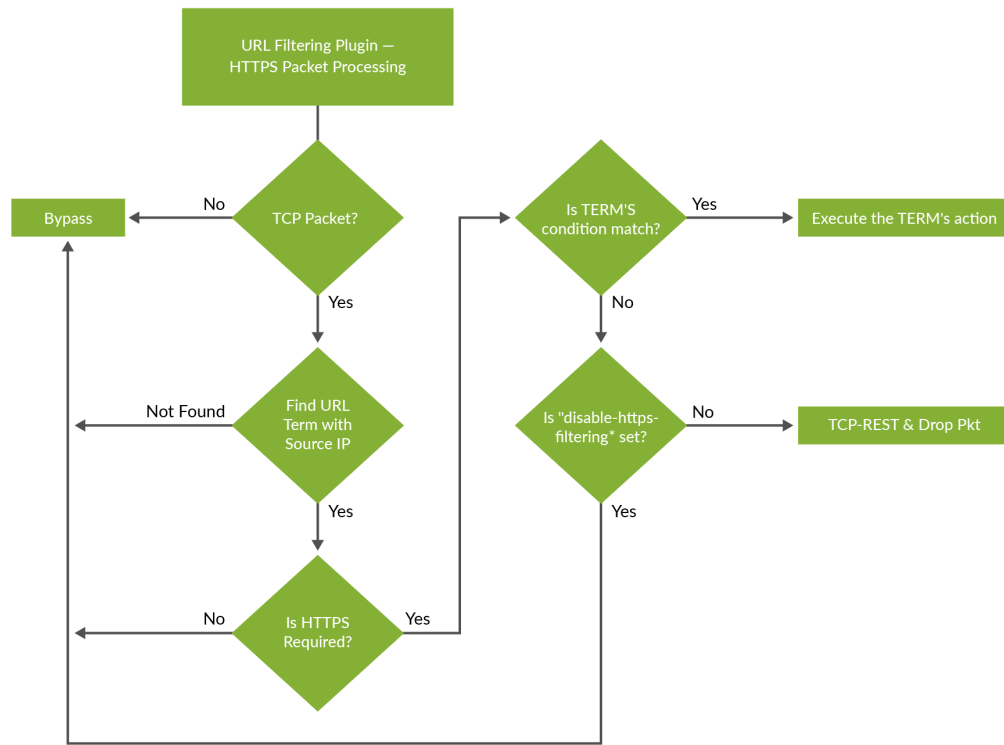 URL Filtering Plugin —
HTTPS Packet Processing
TCP Packet?
No
Bypass
Yes
Find URL
Term with
Source IP
Not Found
Yes
Is HTTPS
Required?
No
Yes
Is TERM'S
condition match?
Yes
Execute the TERM's action
No
Is "disable-https-
filtering* set?
No
TCP-REST & Drop Pkt
Yes